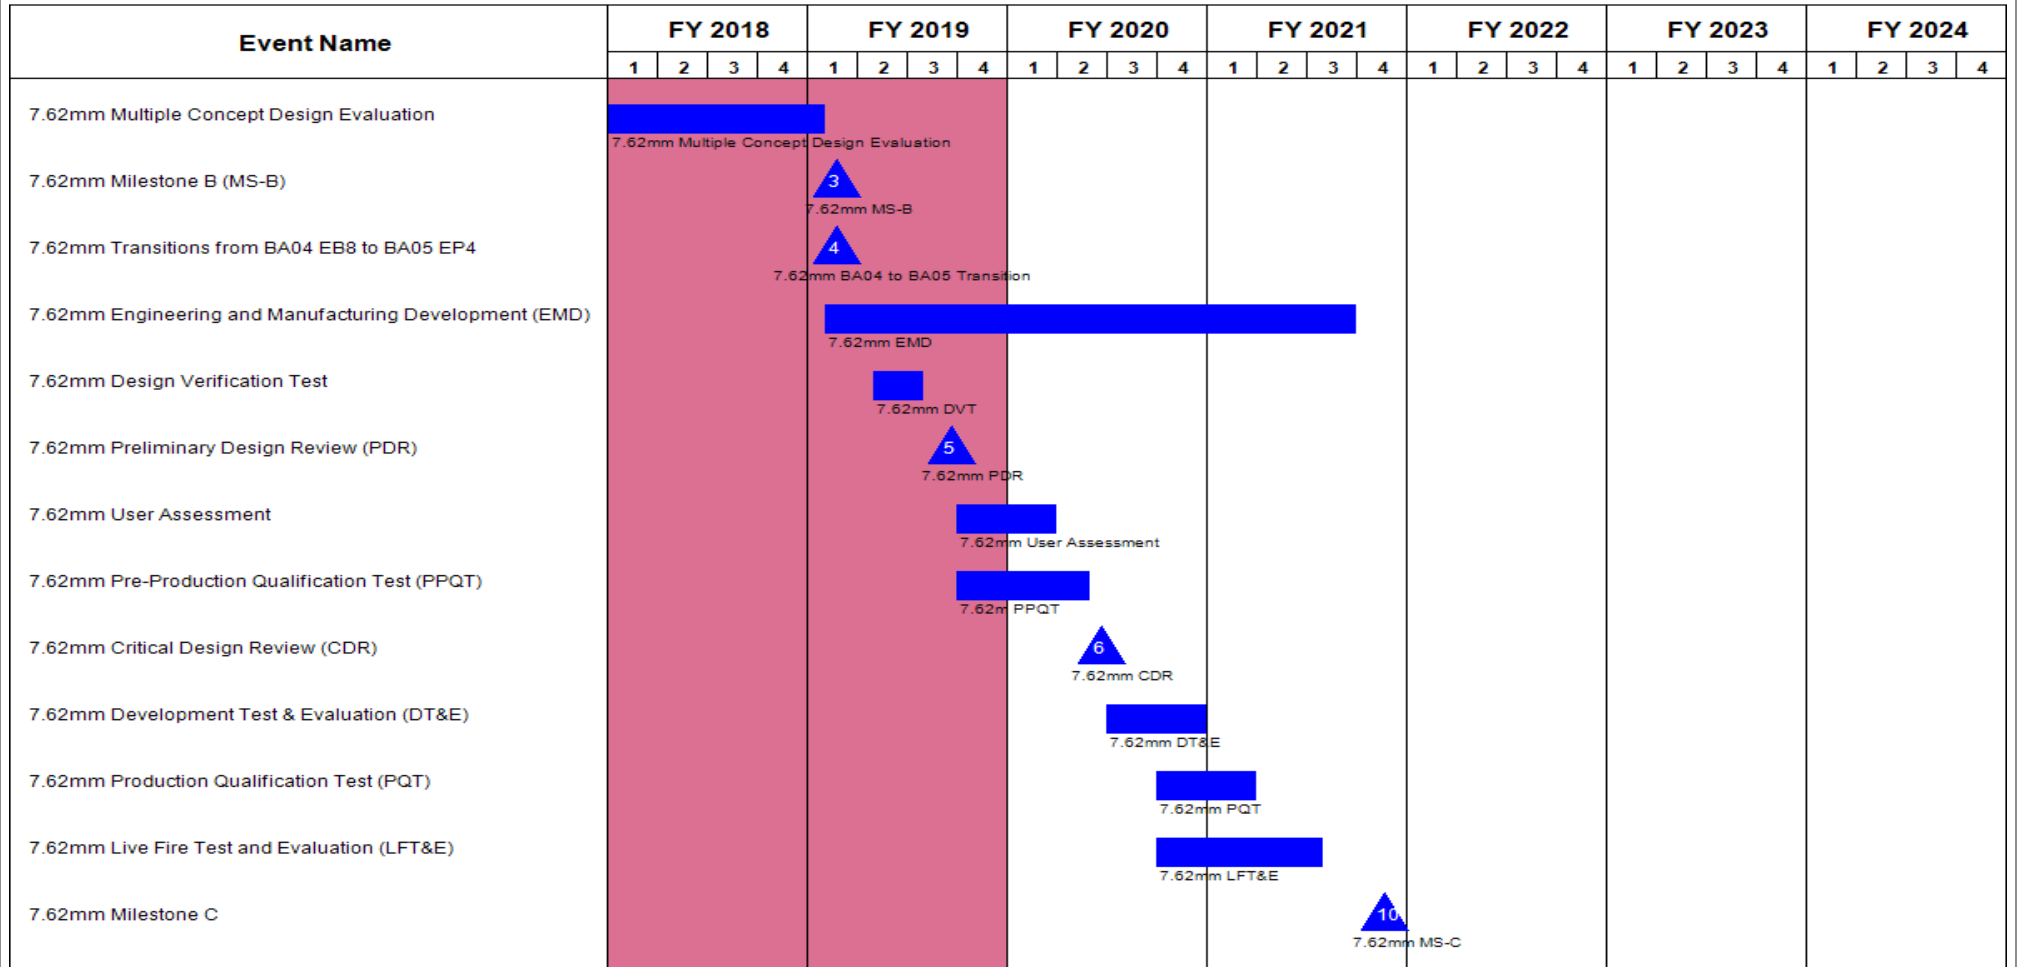 Event Name
FY 2018 FY 2019 FY 2020 FY 2021 FY 2022 FY 2023 FY 2024
1 2 3 4 1 2 3 4 1 2 3 4 1 2 3 4 1 2 3 4 1 2 3 4 1 2 3 4
7.62mm Multiple Concept Design Evaluation
7.62mm Multiple Concept Design Evaluation
7.62mm Milestone B (MS-B)
3
7.62mm MS-B
7.62mm Transitions from BA04 EB8 to BA05 EP4
4
7.62mm BA04 to BA05 Transition
7.62mm Engineering and Manufacturing Development (EMD)
7.62mm EMD
7.62mm Design Verification Test
7.62mm DVT
7.62mm Preliminary Design Review (PDR)
5
7.62mm PDR
7.62mm User Assessment
7.62mm User Assessment
7.62mm Pre-Production Qualification Test (PPQT)
7.62m PPQT
7.62mm Critical Design Review (CDR)
6
7.62mm CDR
7.62mm Development Test & Evaluation (DT&E)
7.62mm DT&E
7.62mm Production Qualification Test (PQT)
7.62mm PQT
7.62mm Live Fire Test and Evaluation (LFT&E)
7.62mm LFT&E
7.62mm Milestone C
10
7.62mm MS-C